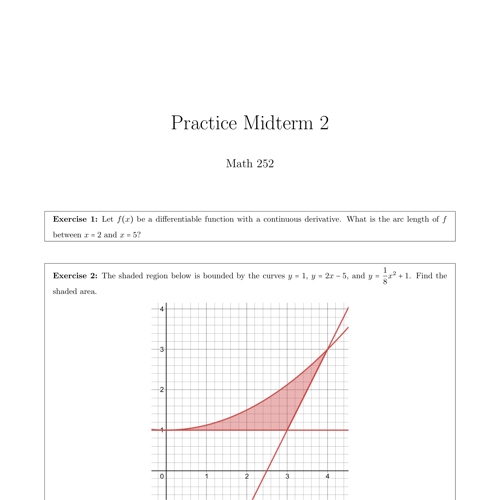 Practice Midterm 2
Math 252
Exercise 1: Let f(x) be a differentiable function with a continuous derivative. What is the arc length of f
between x = 2 and x = 5?
Exercise 2: The shaded region below is bounded by the curves y = 1, y = 2x − 5, and y = 1/8 x² + 1. Find the
shaded area.
4
3
2
1
0 1 2 3 4